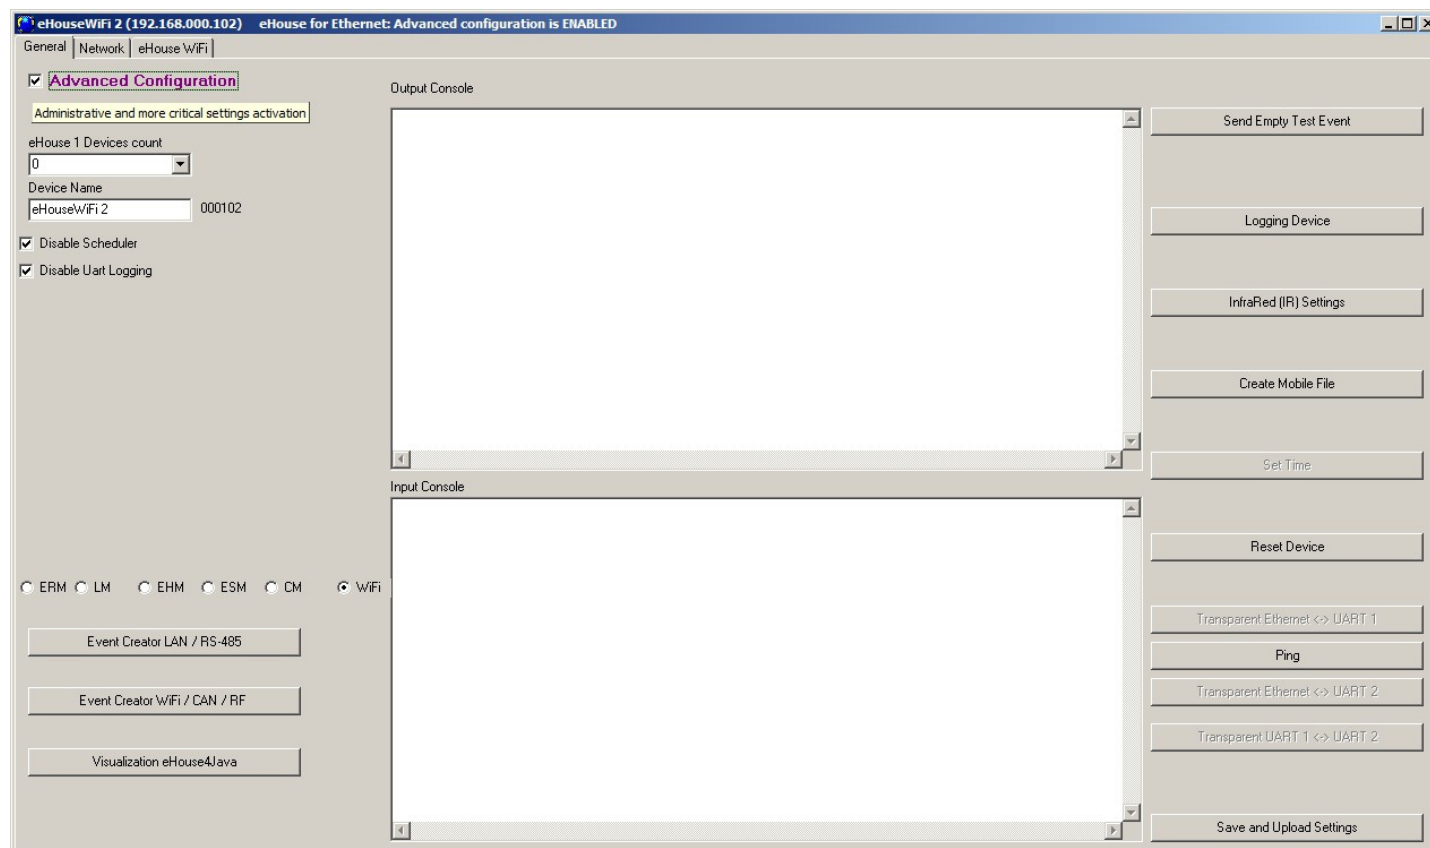 eHouseWiFi 2 (192.168.000.102) eHouse for Ethernet: Advanced configuration is ENABLED
General Network eHouse WiFi
Advanced Configuration
Administrative and more critical settings activation
eHouse 1 Devices count
0
Device Name
eHouseWiFi 2 000102
Disable Scheduler
Disable Uart Logging
ERM LM EHM ESM CM WiFi
Event Creator LAN / RS-485
Event Creator WiFi / CAN / RF
Visualization eHouse4Java
Output Console
Input Console
Send Empty Test Event
Logging Device
InfraRed (IR) Settings
Create Mobile File
Set Time
Reset Device
Transparent Ethernet <-> UART 1
Ping
Transparent Ethernet <-> UART 2
Transparent UART 1 <-> UART 2
Save and Upload Settings